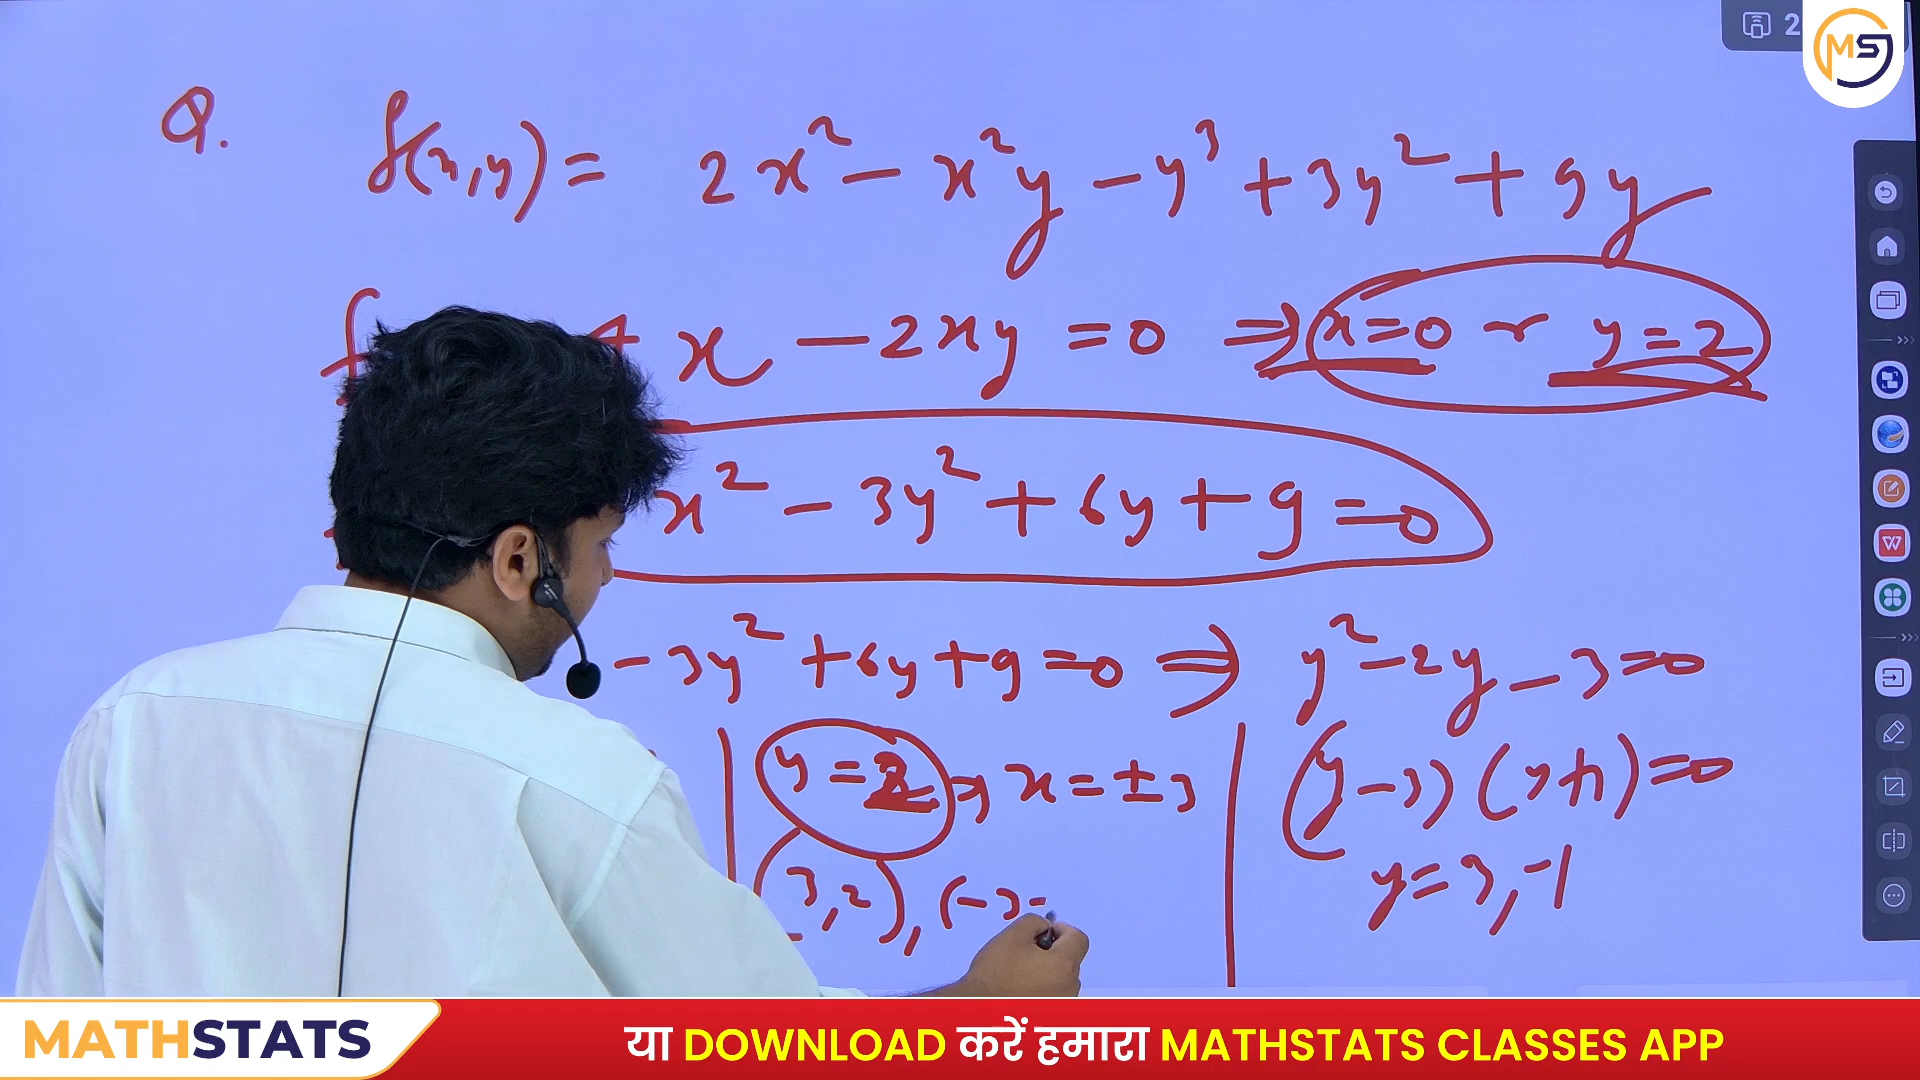 2
MS
Q. f(x,y) = 2x² - x²y - y³ + 3y² + 9y
x - 2xy = 0 ⇒ x=0 or y=2
x² - 3y² + 6y + 9 = 0
-3y² + 6y + 9 = 0 ⇒ y² - 2y - 3 = 0
y = 2 ⇒ x = ±3
(y-3) (y+1) = 0
(3,2), (-3
y = 3, -1
MATHSTATS
या DOWNLOAD करें हमारा MATHSTATS CLASSES APP